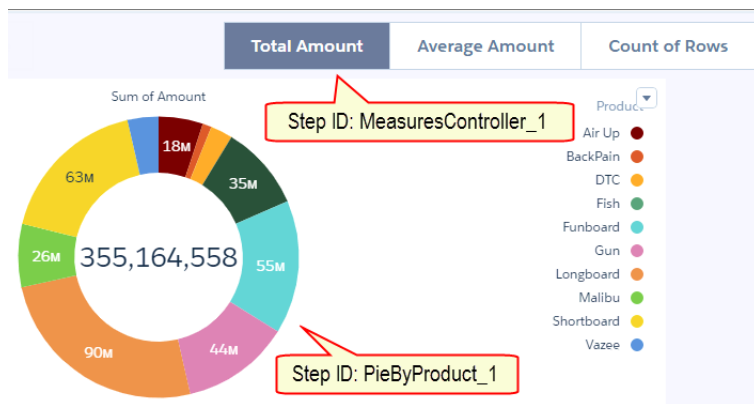 Total Amount
Average Amount
Count of Rows
Sum of Amount
Step ID: MeasuresController_1
Product
Air Up
BackPain
DTC
Fish
Funboard
Gun
Longboard
Malibu
Shortboard
Vazee
18M
35M
55M
44M
90M
26M
63M
355,164,558
Step ID: PieByProduct_1